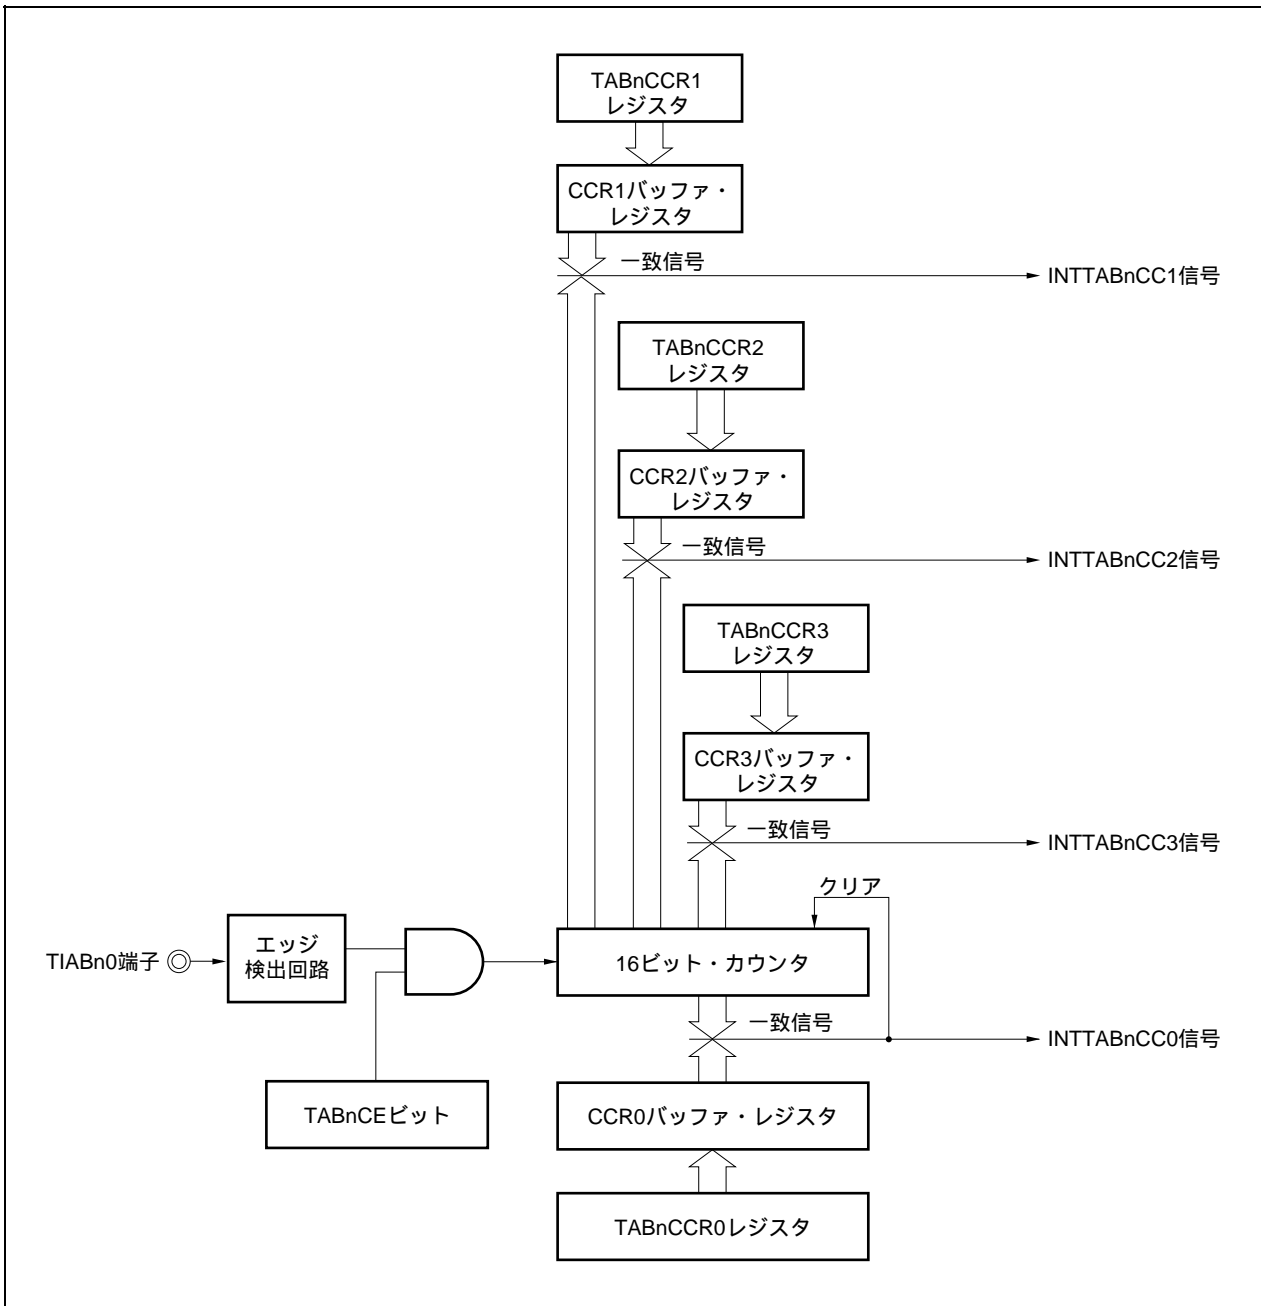 TABnCCR1
レジスタ
CCR1バッファ・
レジスタ
一致信号
INTTABnCC1信号
TABnCCR2
レジスタ
CCR2バッファ・
レジスタ
一致信号
INTTABnCC2信号
TABnCCR3
レジスタ
CCR3バッファ・
レジスタ
一致信号
INTTABnCC3信号
クリア
TIABn0端子
エッジ
検出回路
16ビット・カウンタ
一致信号
INTTABnCC0信号
TABnCEビット
CCR0バッファ・レジスタ
TABnCCR0レジスタ